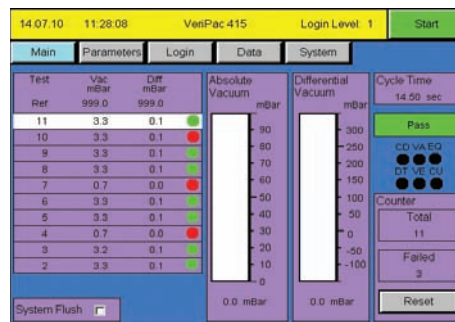 14.07.10 11:28:08 VeriPac 415 Login Level: 1 Start
Main Parameters Login Data System
Test Vac mBar Diff mBar
Ref 999.0 999.0
11 3.3 0.1
10 3.3 0.1
9 3.3 0.1
8 3.3 0.1
7 0.7 0.0
6 3.3 0.1
5 3.3 0.1
4 0.7 0.0
3 3.2 0.1
2 3.3 0.1
System Flush
Absolute Vacuum
mBar
90
80
70
60
50
40
30
20
10
0
0.0 mBar
Differential Vacuum
mBar
300
250
200
150
100
50
0
-50
-100
0.0 mBar
Cycle Time
14.50 sec
Pass
CD VA EQ
DT VE CU
Counter
Total
11
Failed
3
Reset